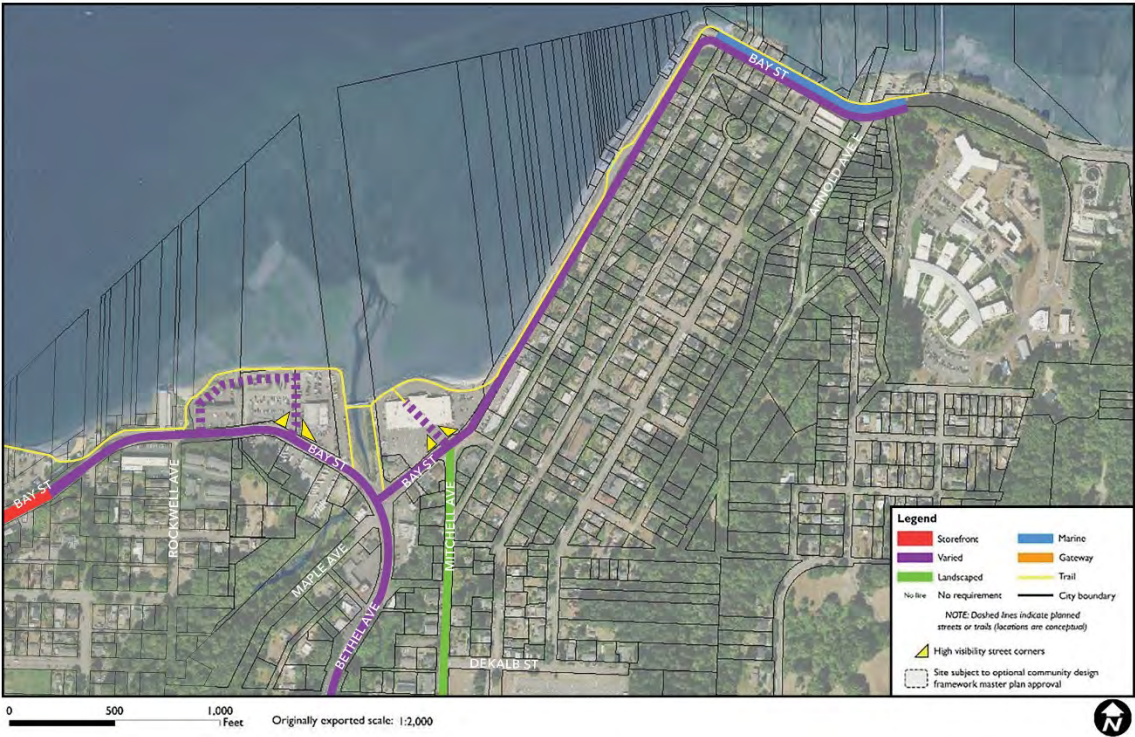 BAY ST
ARNOLD AVE E
BAY ST
BAY ST
BAY ST
ROCKWELL AVE
MITCHELL AVE
MAPLE AVE
BETHEL AVE
DEKALB ST
Legend
Storefront
Marine
Varied
Gateway
Landscaped
Trail
No line
No requirement
City boundary
NOTE: Dashed lines indicate planned
streets or trails (locations are conceptual)
High visibility street corners
Site subject to optional community design
framework master plan approval
0 500 1,000
Feet
Originally exported scale: 1:2,000
N